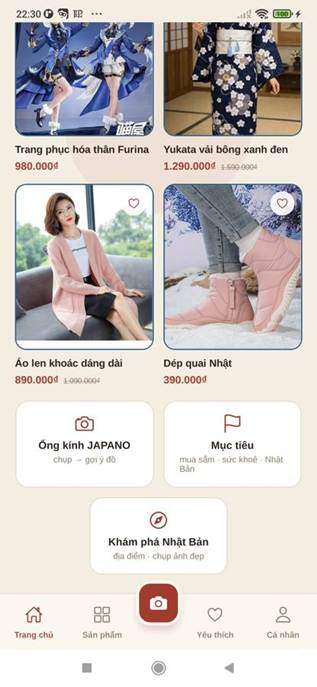 22:30
100
喵屋
Trang phục hóa thân Furina
Yukata vải bông xanh đen
980.000₫
1.290.000₫ 1.590.000₫
Áo len khoác dáng dài
Dép quai Nhật
890.000₫ 1.090.000₫
390.000₫
Ống kính JAPANO
Mục tiêu
chụp → gợi ý đồ
mua sắm · sức khoẻ · Nhật
Bản
Khám phá Nhật Bản
địa điểm · chụp ảnh đẹp
Trang chủ
Sản phẩm
Yêu thích
Cá nhân